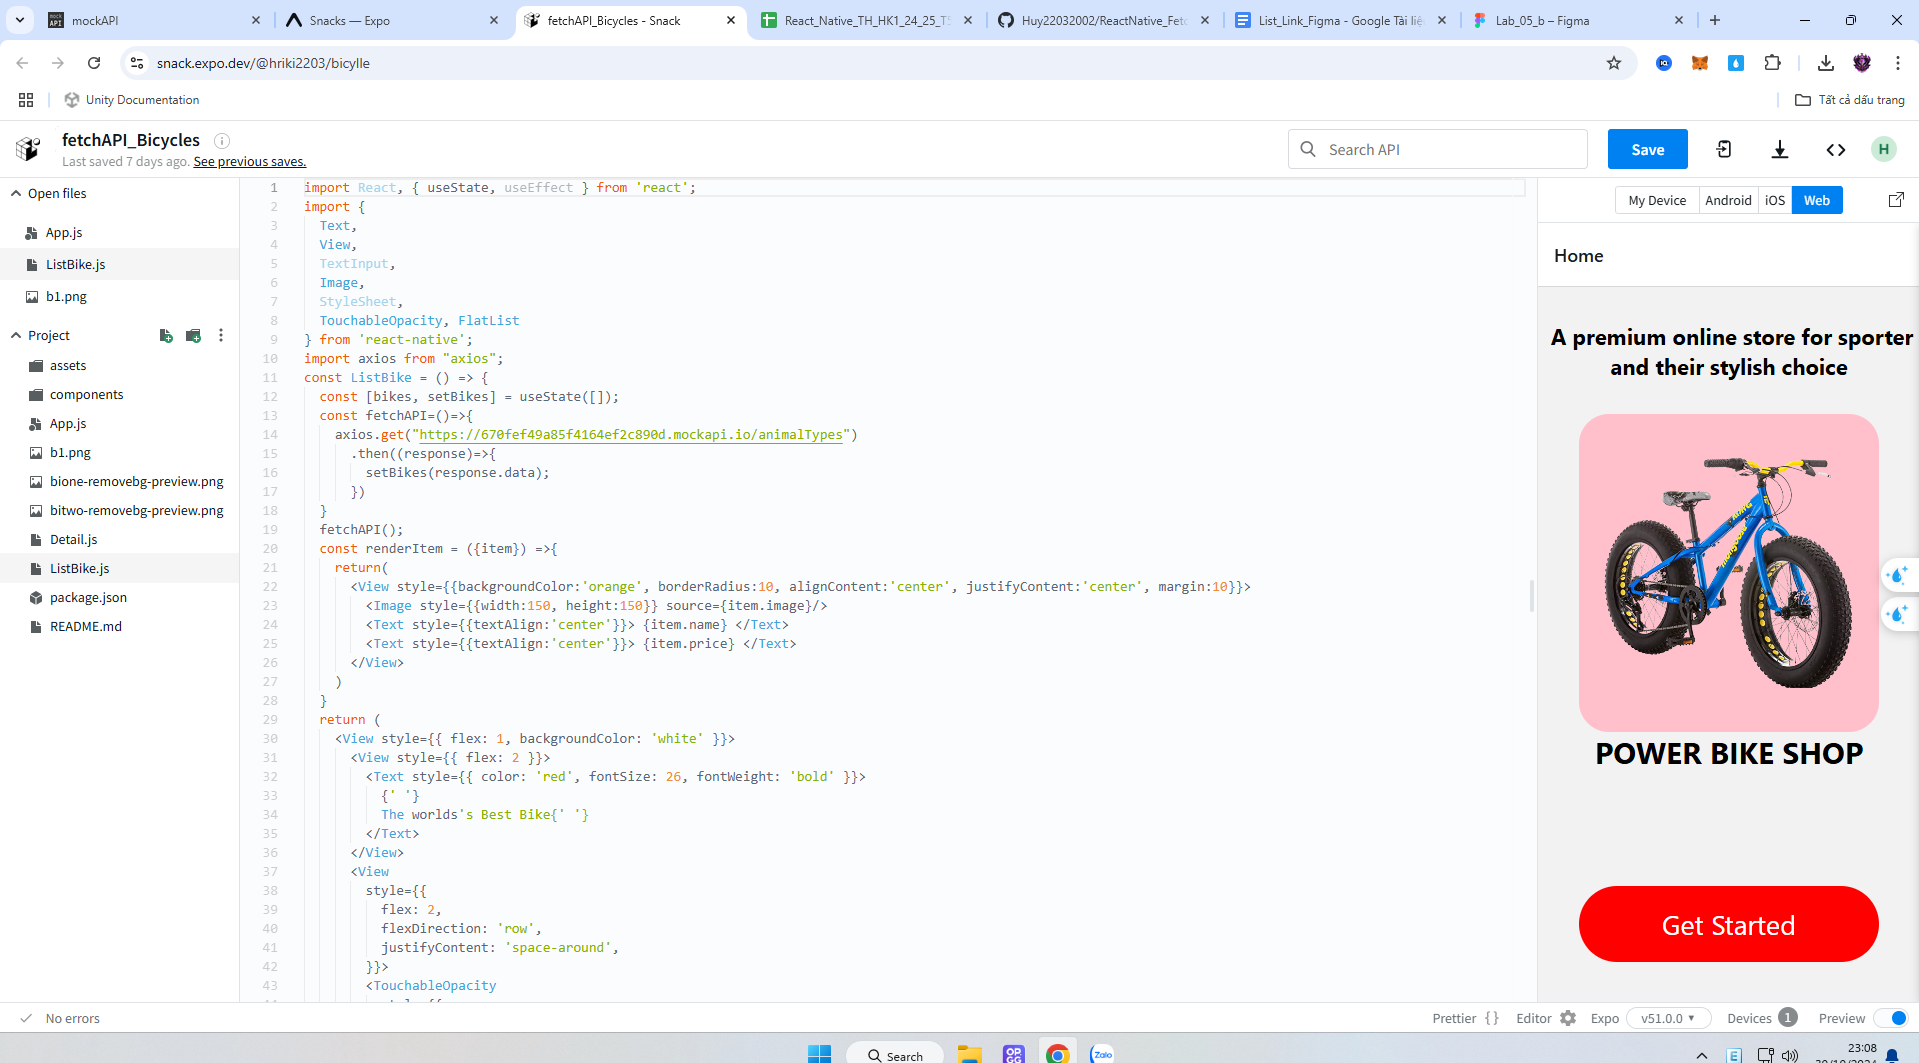 mockAPI
Snacks — Expo
fetchAPI_Bicycles - Snack
React_Native_TH_HK1_24_25_T5
Huy22032002/ReactNative_Fetc
List_Link_Figma - Google Tài liệu
Lab_05_b – Figma
snack.expo.dev/@hriki2203/bicylle
Unity Documentation
Tất cả dấu trang
fetchAPI_Bicycles
Last saved 7 days ago. See previous saves.
Search API
Save
H
Open files
App.js
ListBike.js
b1.png
Project
assets
components
App.js
b1.png
bione-removebg-preview.png
bitwo-removebg-preview.png
Detail.js
ListBike.js
package.json
README.md
1 import React, { useState, useEffect } from 'react';
2 import {
3 Text,
4 View,
5 TextInput,
6 Image,
7 StyleSheet,
8 TouchableOpacity, FlatList
9 } from 'react-native';
10 import axios from "axios";
11 const ListBike = () => {
12 const [bikes, setBikes] = useState([]);
13 const fetchAPI=()=>{
14 axios.get("https://670fef49a85f4164ef2c890d.mockapi.io/animalTypes")
15 .then((response)=>{
16 setBikes(response.data);
17 })
18 }
19 fetchAPI();
20 const renderItem = ({item}) =>{
21 return(
22 <View style={{backgroundColor:'orange', borderRadius:10, alignContent:'center', justifyContent:'center', margin:10}}>
23 <Image style={{width:150, height:150}} source={item.image}/>
24 <Text style={{textAlign:'center'}}> {item.name} </Text>
25 <Text style={{textAlign:'center'}}> {item.price} </Text>
26 </View>
27 )
28 }
29 return (
30 <View style={{ flex: 1, backgroundColor: 'white' }}>
31 <View style={{ flex: 2 }}>
32 <Text style={{ color: 'red', fontSize: 26, fontWeight: 'bold' }}>
33 {' '}
34 The worlds's Best Bike{' '}
35 </Text>
36 </View>
37 <View
38 style={{
39 flex: 2,
40 flexDirection: 'row',
41 justifyContent: 'space-around',
42 }}>
43 <TouchableOpacity
My Device
Android
iOS
Web
Home
A premium online store for sporter
and their stylish choice
POWER BIKE SHOP
Get Started
No errors
Prettier {}
Editor
Expo
v51.0.0
Devices 1
Preview
Search
Zalo
23:08